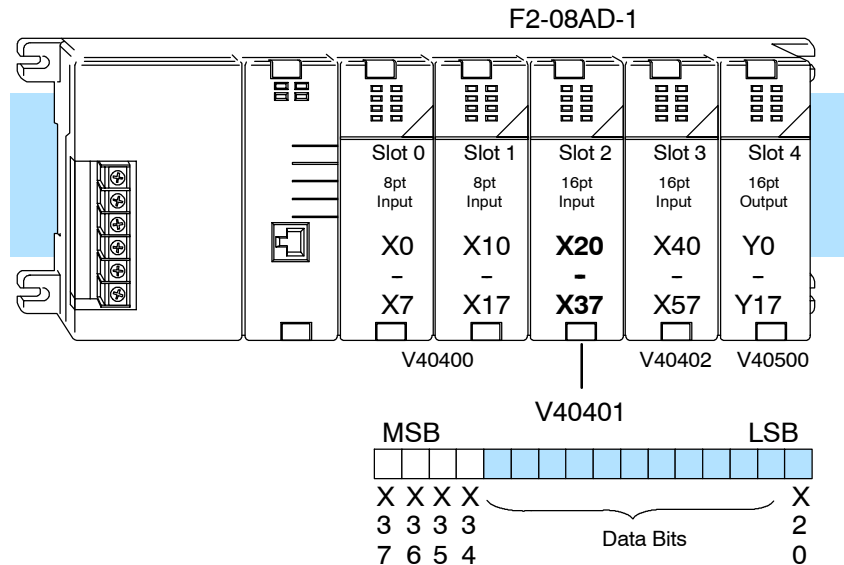 F2-08AD-1
Slot 0 Slot 1 Slot 2 Slot 3 Slot 4
8pt 8pt 16pt 16pt 16pt
Input Input Input Input Output
X0 X10 X20 X40 Y0
– – - – –
X7 X17 X37 X57 Y17
V40400 V40402 V40500
V40401
MSB LSB
X X X X X
3 3 3 3 2
7 6 5 4 0
Data Bits